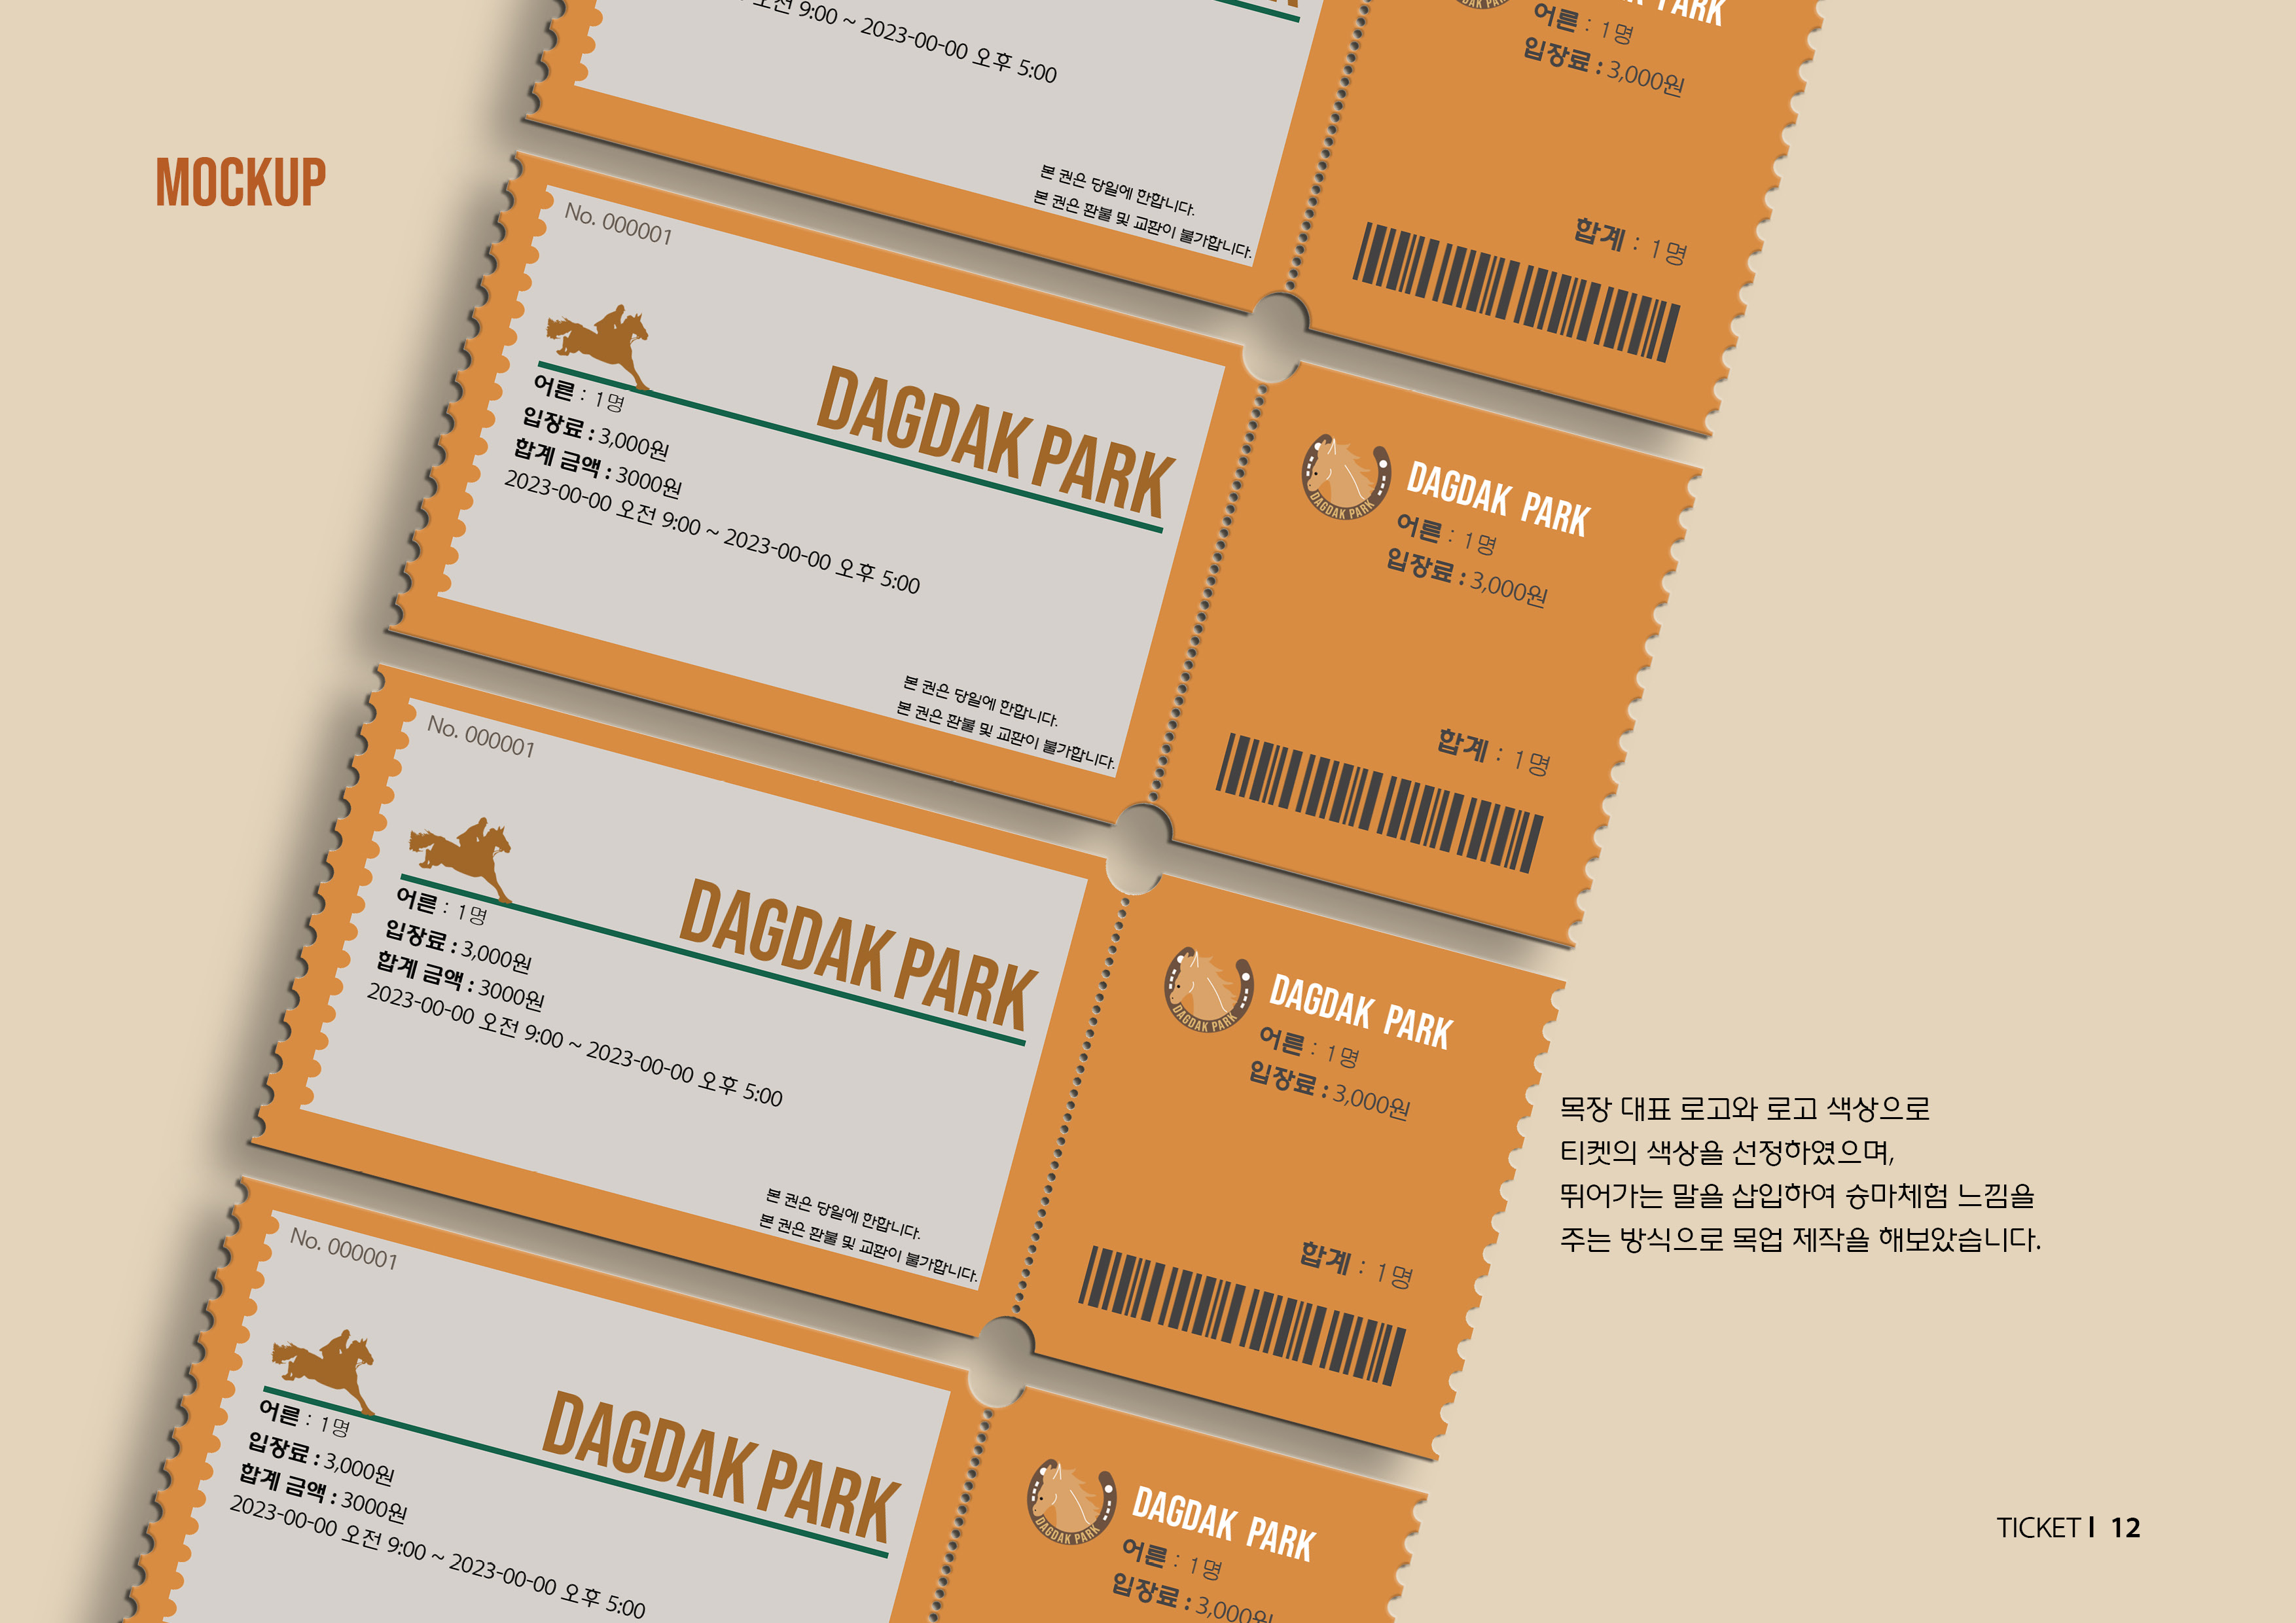 MOCKUP
오전 9:00 ~ 2023-00-00 오후 5:00
본 권은 당일에 한합니다.
본 권은 환불 및 교환이 불가합니다.
PARK
어른 : 1명
입장료 : 3,000원
합계 : 1명
No. 000001
DAGDAK PARK
어른 : 1명
입장료 : 3,000원
합계 금액 : 3000원
2023-00-00 오전 9:00 ~ 2023-00-00 오후 5:00
본 권은 당일에 한합니다.
본 권은 환불 및 교환이 불가합니다.
DAGDAK PARK
DAGDAK PARK
어른 : 1명
입장료 : 3,000원
합계 : 1명
No. 000001
DAGDAK PARK
어른 : 1명
입장료 : 3,000원
합계 금액 : 3000원
2023-00-00 오전 9:00 ~ 2023-00-00 오후 5:00
본 권은 당일에 한합니다.
본 권은 환불 및 교환이 불가합니다.
DAGDAK PARK
DAGDAK PARK
어른 : 1명
입장료 : 3,000원
합계 : 1명
No. 000001
DAGDAK PARK
어른 : 1명
입장료 : 3,000원
합계 금액 : 3000원
2023-00-00 오전 9:00 ~ 2023-00-00 오후 5:00
DAGDAK PARK
DAGDAK PARK
어른 : 1명
입장료 : 3,000원
목장 대표 로고와 로고 색상으로
티켓의 색상을 선정하였으며,
뛰어가는 말을 삽입하여 승마체험 느낌을
주는 방식으로 목업 제작을 해보았습니다.
TICKET | 12